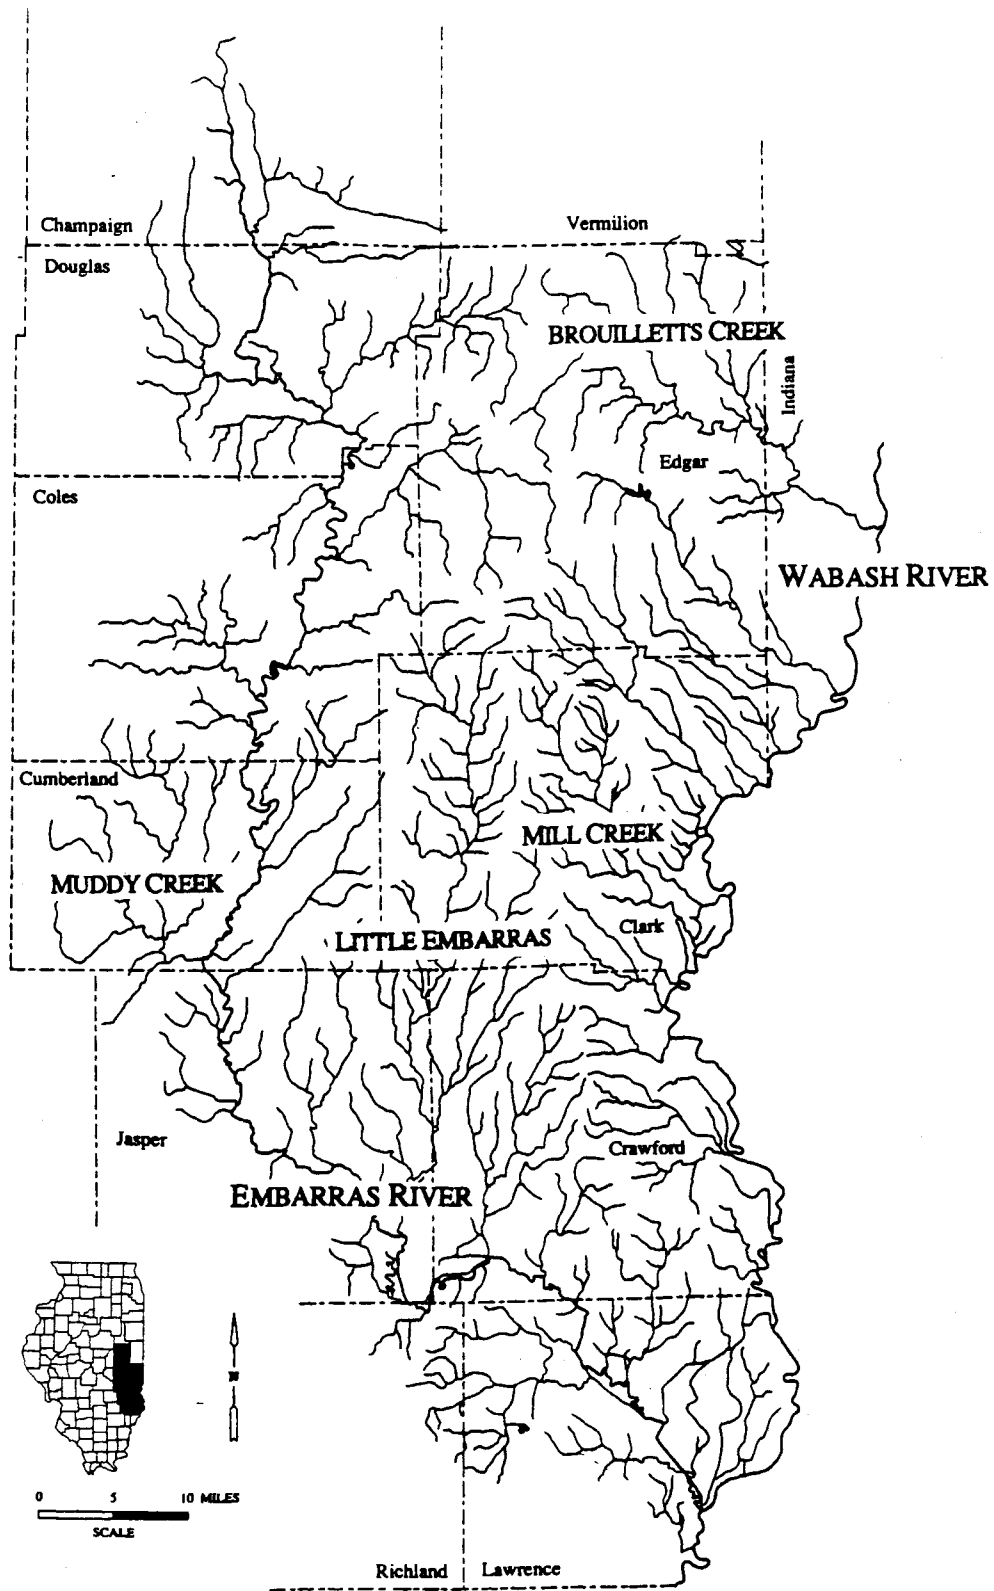 Champaign
Vermilion
Douglas
BROUILLETTS CREEK
Indiana
Edgar
Coles
WABASH RIVER
Cumberland
MILL CREEK
MUDDY CREEK
Clark
LITTLE EMBARRAS
Jasper
Crawford
EMBARRAS RIVER
N
0 5 10 MILES
SCALE
Richland Lawrence